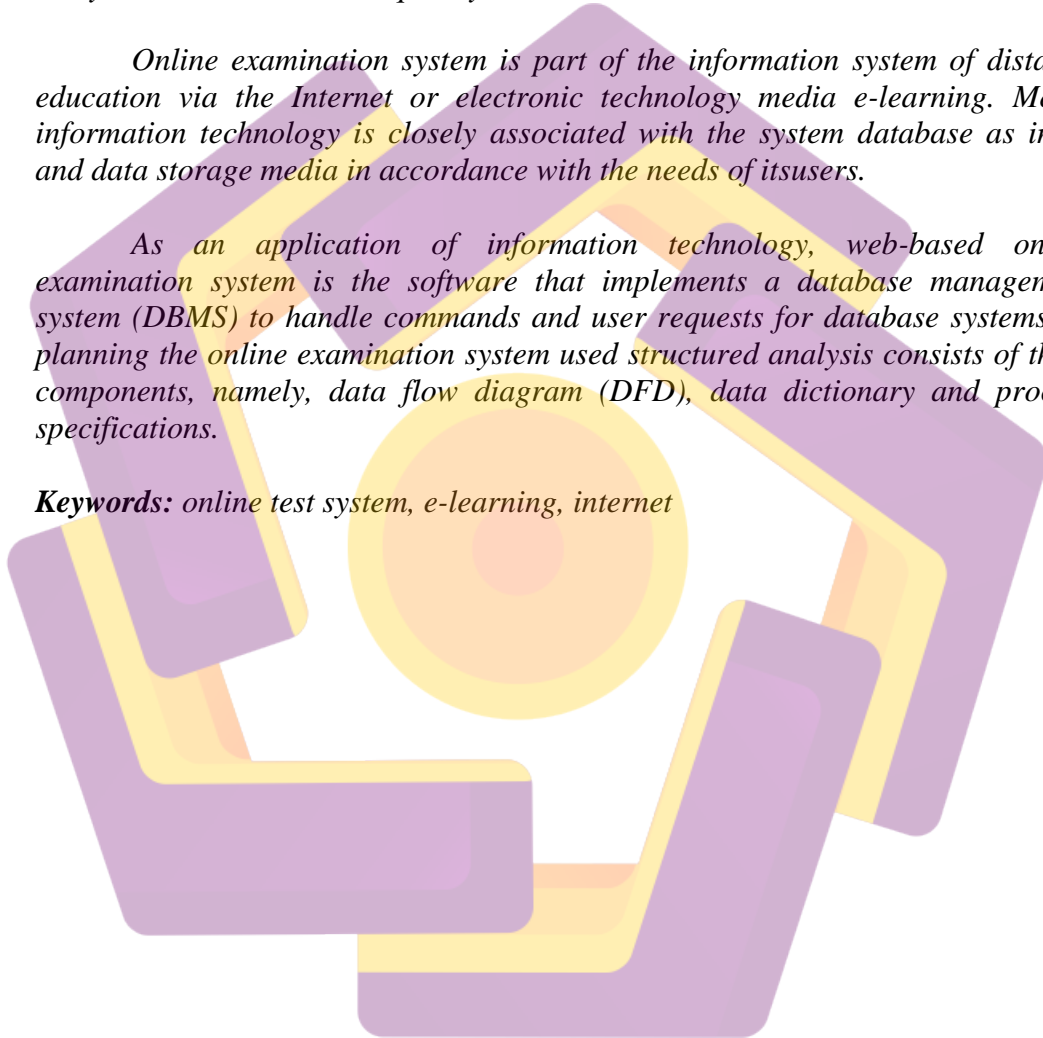 Online examination system is part of the information system of dista
education via the Internet or electronic technology media e-learning. Mo
information technology is closely associated with the system database as in
and data storage media in accordance with the needs of itsusers.
As an application of information technology, web-based on
examination system is the software that implements a database managem
system (DBMS) to handle commands and user requests for database systems
planning the online examination system used structured analysis consists of th
components, namely, data flow diagram (DFD), data dictionary and pro
specifications.
Keywords: online test system, e-learning, internet